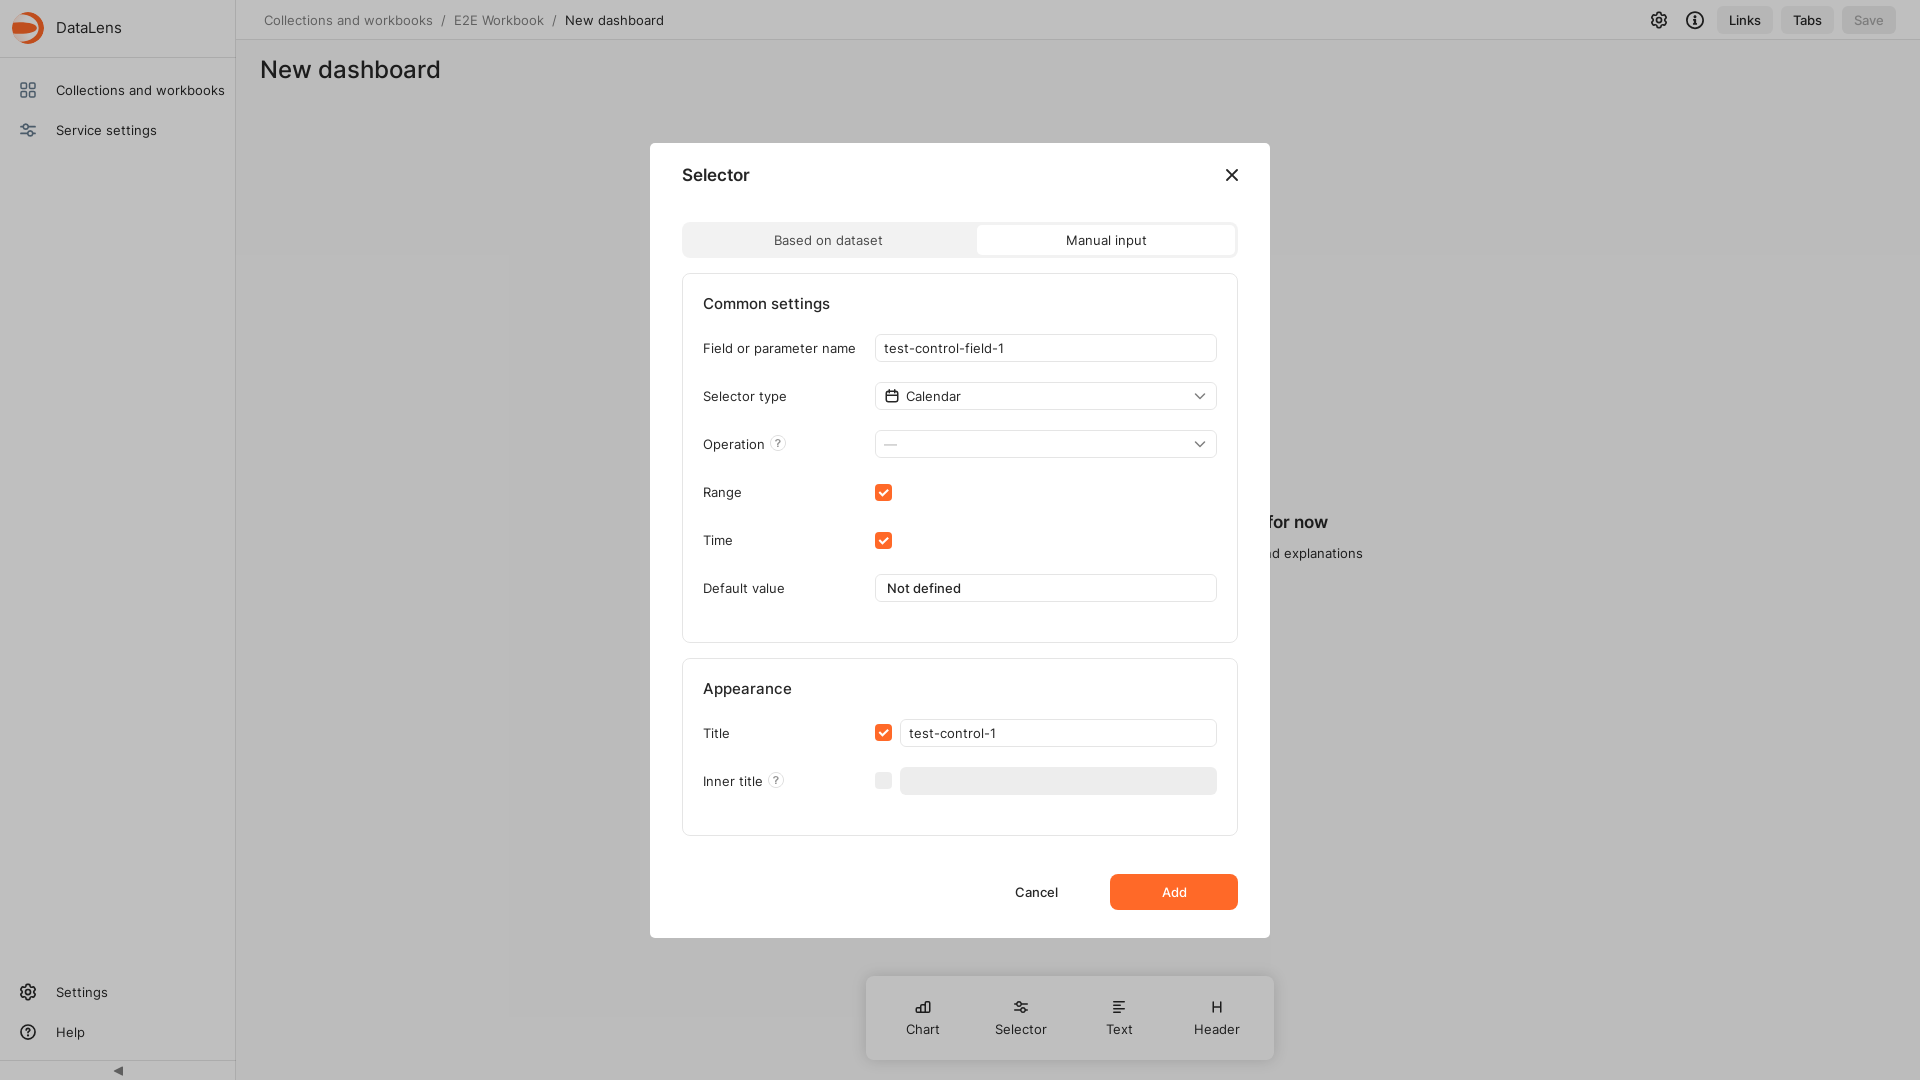 DataLens
Collections and workbooks / E2E Workbook / New dashboard
Links
Tabs
Save
Collections and workbooks
Service settings
New dashboard
Selector
Based on dataset
Manual input
Common settings
Field or parameter name
test-control-field-1
Selector type
Calendar
Operation ?
—
Range
Time
Default value
Not defined
Appearance
Title
test-control-1
Inner title ?
Cancel
Add
for now
explanations
Chart
Selector
Text
Header
Settings
Help